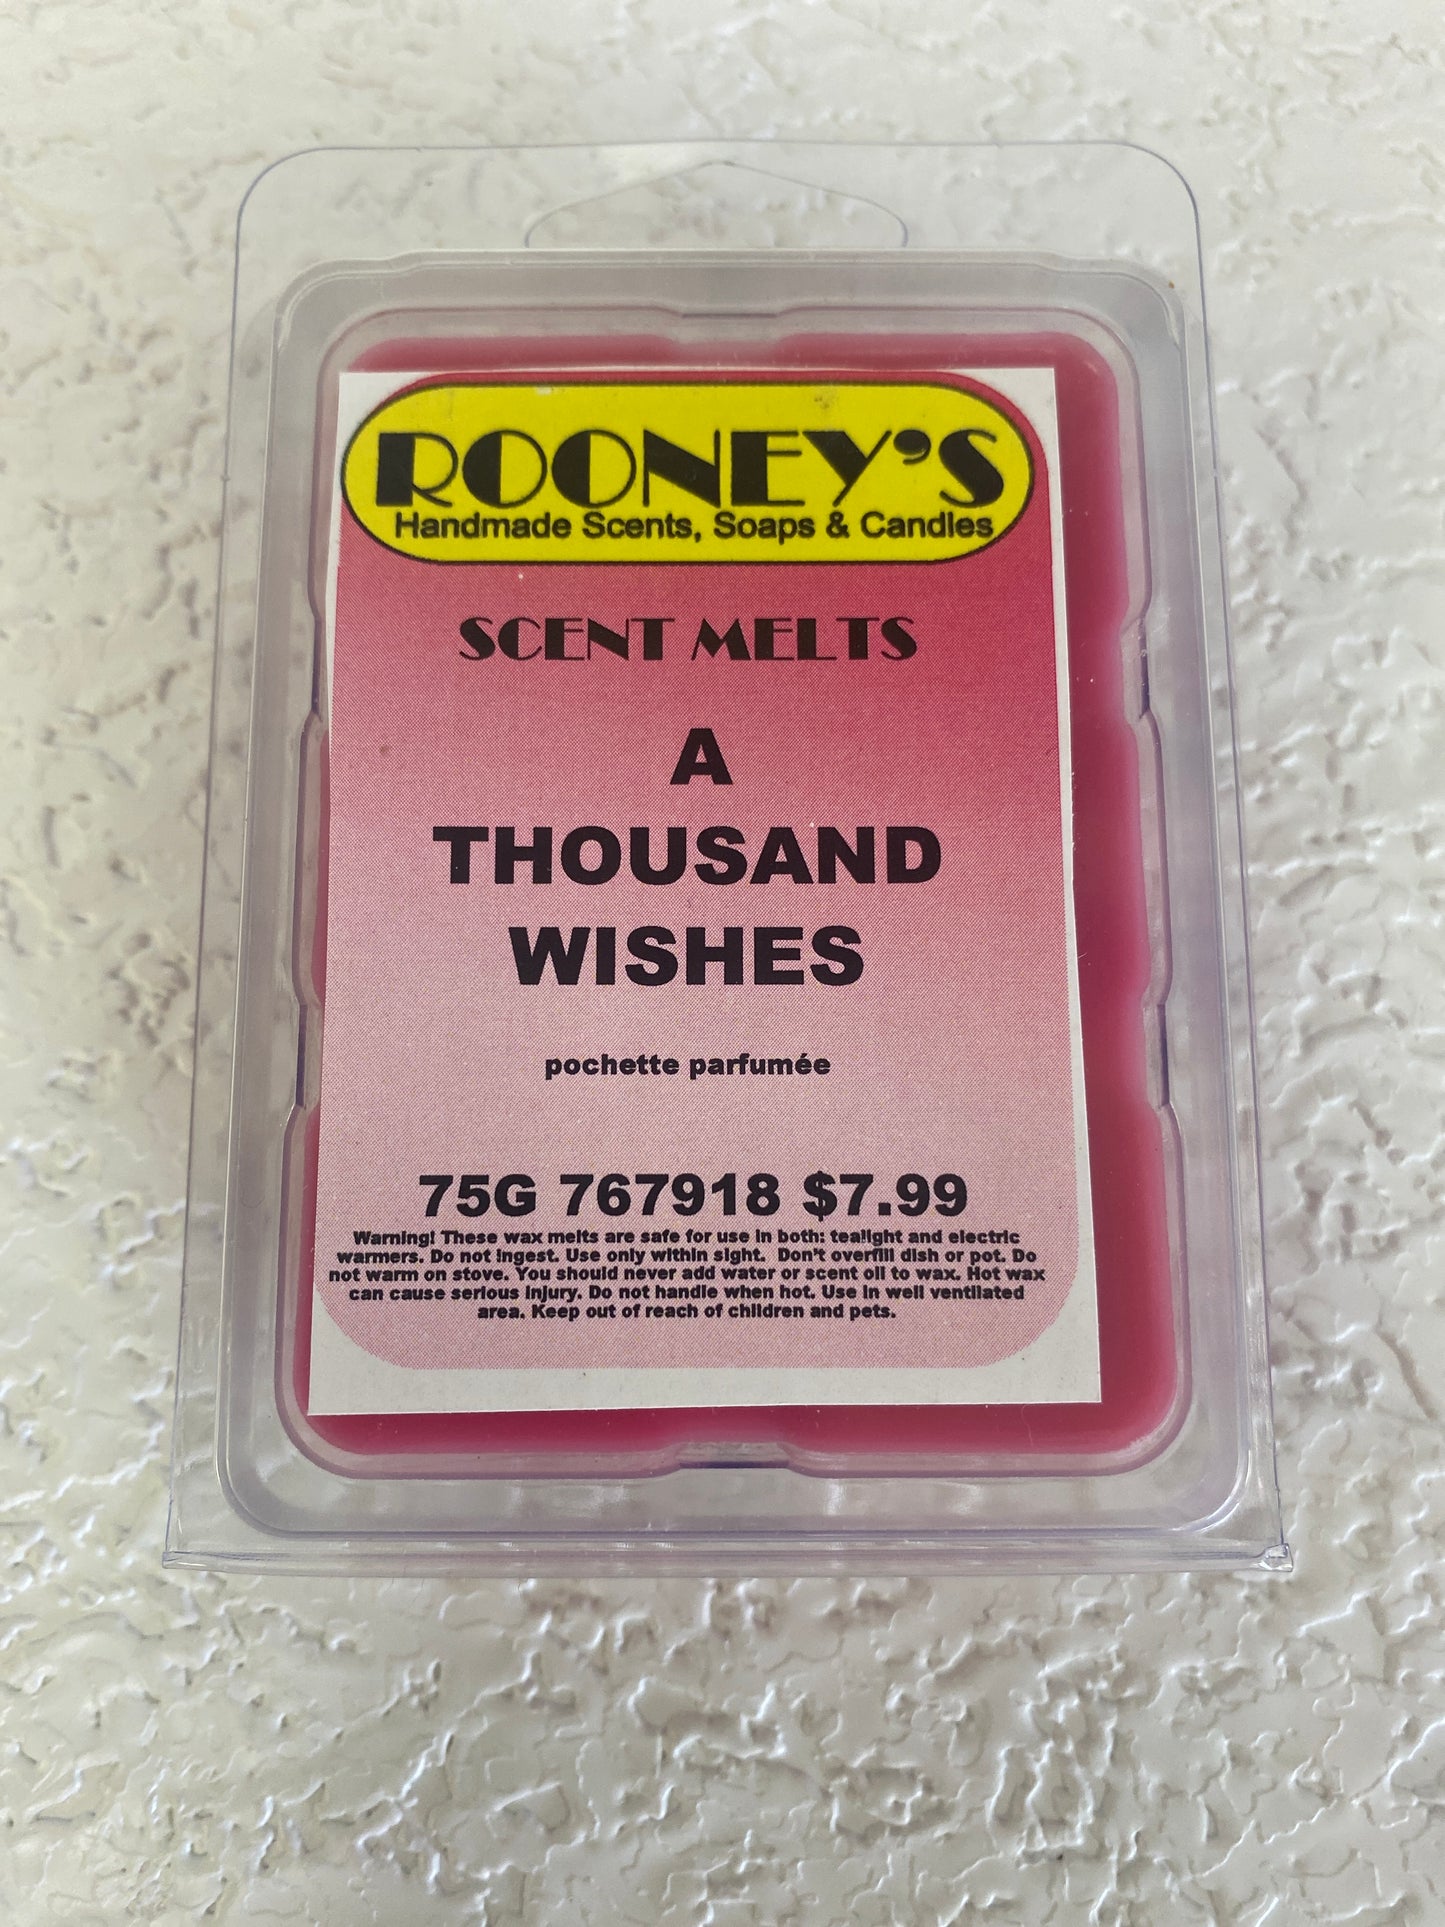 ROONEY'S
Handmade Scents, Soaps & Candles
SCENT MELTS
A
THOUSAND
WISHES
pochette parfumée
75G 767918 $7.99
Warning! These wax melts are safe for use in both: tealight and electric
warmers. Do not ingest. Use only within sight. Don't overfill dish or pot. Do
not warm on stove. You should never add water or scent oil to wax. Hot wax
can cause serious injury. Do not handle when hot. Use in well ventilated
area. Keep out of reach of children and pets.